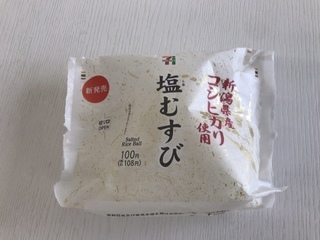 新発売
新潟県産
コシヒカリ
使用
塩むすび
Salted
Rice Ball
100円
(税込108円)